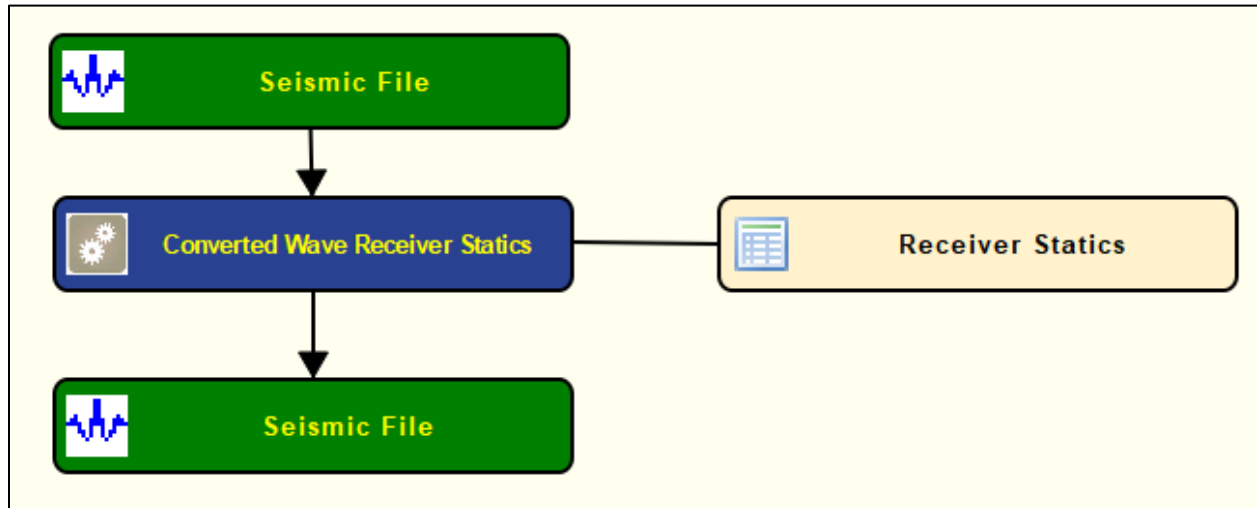 Seismic File
Converted Wave Receiver Statics
Receiver Statics
Seismic File